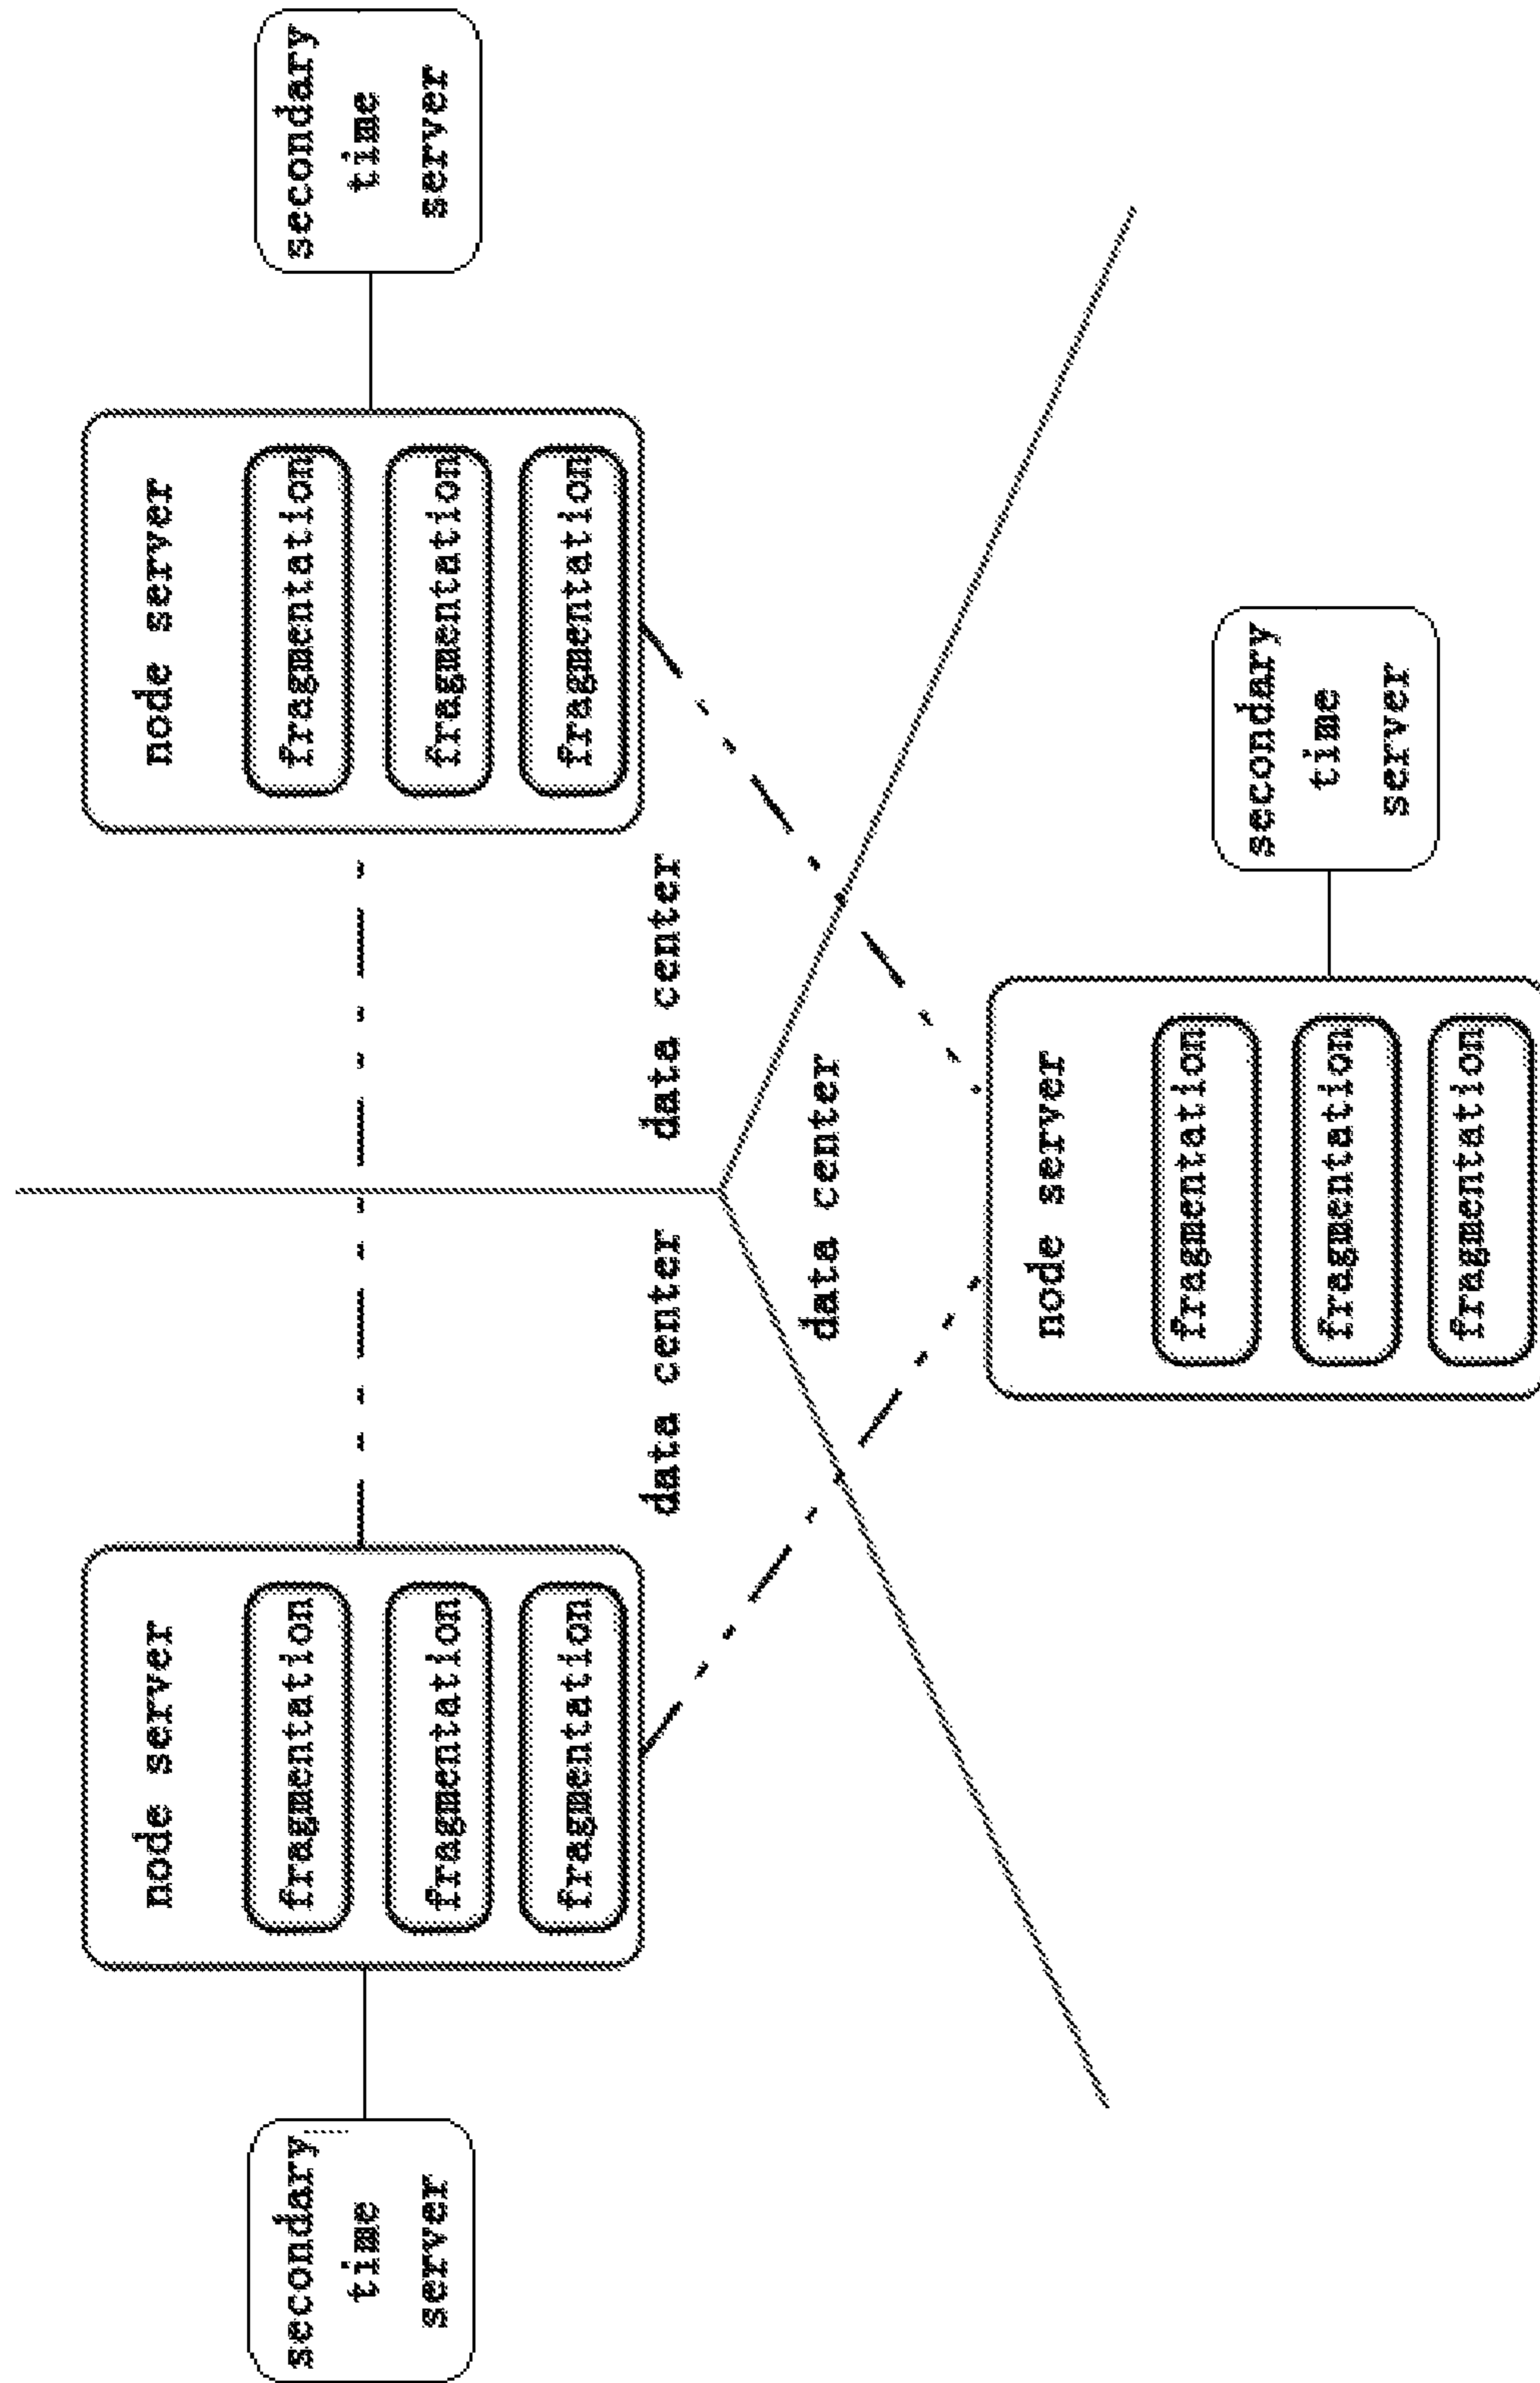 secondary
time
server
node server
fragmentation
fragmentation
fragmentation
data center
data center
node server
fragmentation
fragmentation
fragmentation
secondary
time
server
data center
node server
fragmentation
fragmentation
fragmentation
secondary
time
server